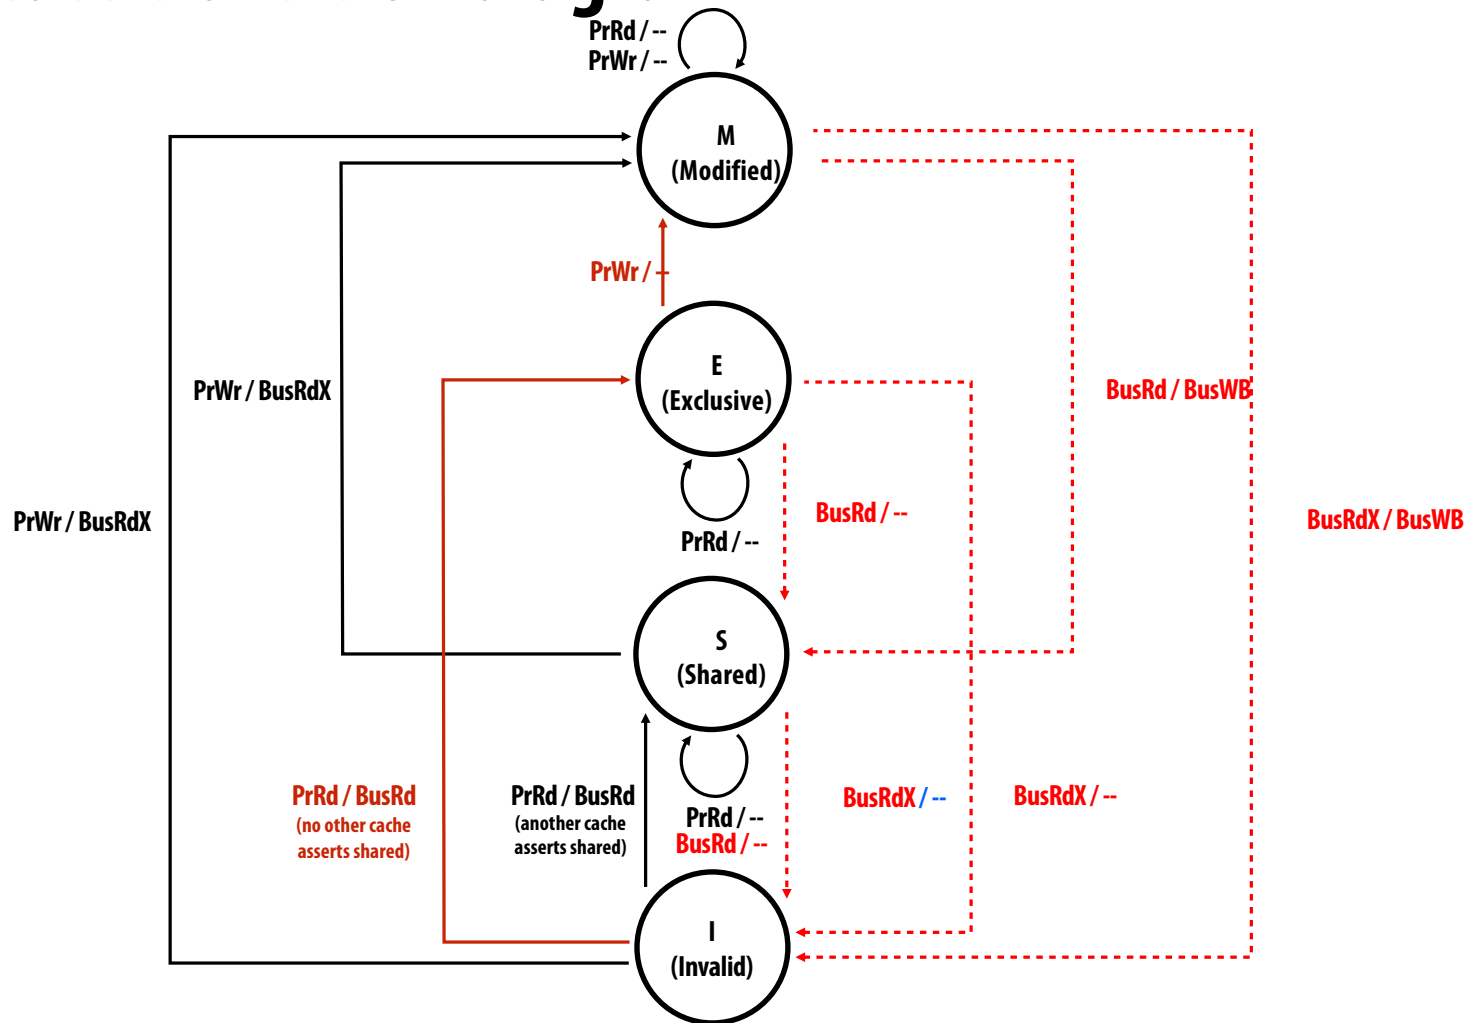 PrRd / --
PrWr / --
M
(Modified)
PrWr / --
E
(Exclusive)
PrWr / BusRdX
BusRd / BusWB
PrWr / BusRdX
BusRd / --
BusRdX / BusWB
PrRd / --
S
(Shared)
PrRd / BusRd
(no other cache
asserts shared)
PrRd / BusRd
(another cache
asserts shared)
PrRd / --
BusRd / --
BusRdX / --
BusRdX / --
I
(Invalid)